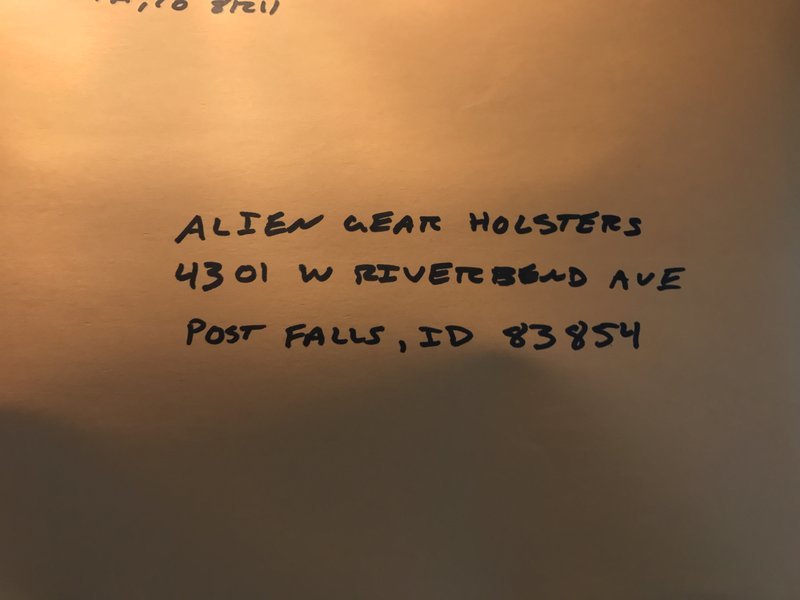 ALIEN GEAR HOLSTERS
4301 W RIVERBEND AVE
POST FALLS, ID 83854